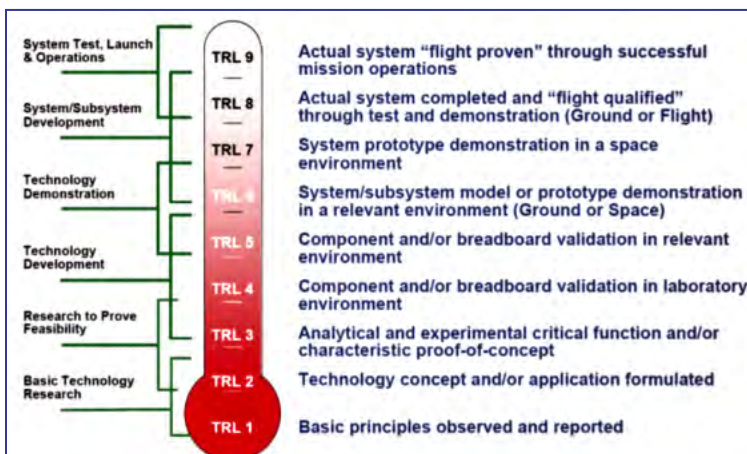 System Test, Launch
& Operations
System/Subsystem
Development
Technology
Demonstration
Technology
Development
Research to Prove
Feasibility
Basic Technology
Research
TRL 9
TRL 8
TRL 7
TRL 6
TRL 5
TRL 4
TRL 3
TRL 2
TRL 1
Actual system “flight proven” through successful
mission operations
Actual system completed and “flight qualified”
through test and demonstration (Ground or Flight)
System prototype demonstration in a space
environment
System/subsystem model or prototype demonstration
in a relevant environment (Ground or Space)
Component and/or breadboard validation in relevant
environment
Component and/or breadboard validation in laboratory
environment
Analytical and experimental critical function and/or
characteristic proof-of-concept
Technology concept and/or application formulated
Basic principles observed and reported